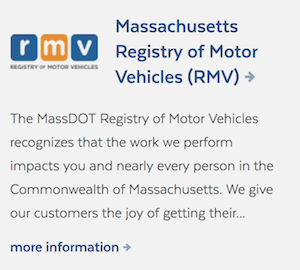 Massachusetts
Registry of Motor
Vehicles (RMV) →
rmv
REGISTRY OF MOTOR VEHICLES
The MassDOT Registry of Motor Vehicles
recognizes that the work we perform
impacts you and nearly every person in the
Commonwealth of Massachusetts. We give
our customers the joy of getting their...
more information →